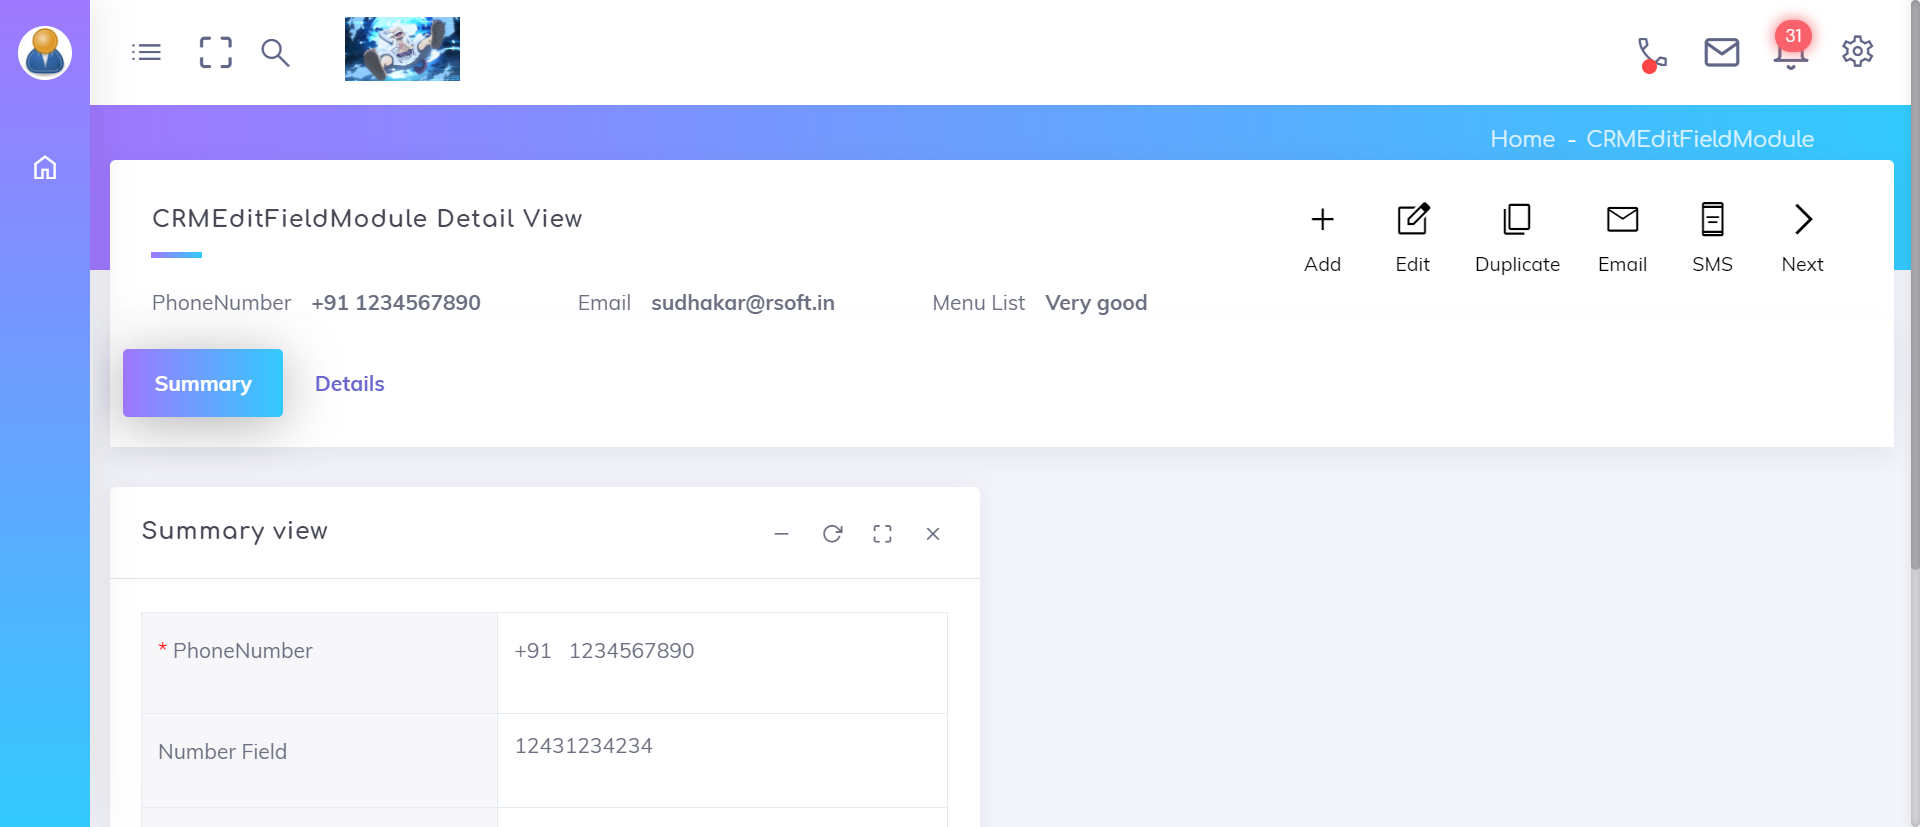 31
Home - CRMEditFieldModule
CRMEditFieldModule Detail View
Add Edit Duplicate Email SMS Next
PhoneNumber +91 1234567890 Email sudhakar@rsoft.in Menu List Very good
Summary Details
Summary view
* PhoneNumber +91 1234567890
Number Field 12431234234